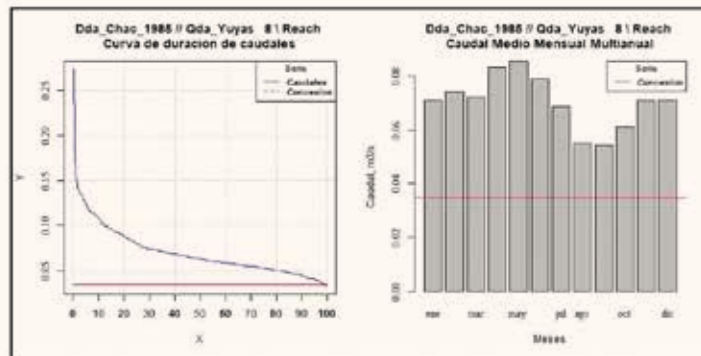 Dda_Chac_1985 // Qda_Yuyas 8 \ Reach
Curva de duración de caudales
Serie
Caudales
Concesion
0.25
0.20
0.15
0.10
0.05
Y
0 10 20 30 40 50 60 70 80 90 100
X
Dda_Chac_1985 // Qda_Yuyas 8 \ Reach
Caudal Medio Mensual Multianual
Serie
Concesion
0.08
0.06
0.04
0.02
0.00
Caudal, m3/s
ene mar may jul ago oct dic
Meses